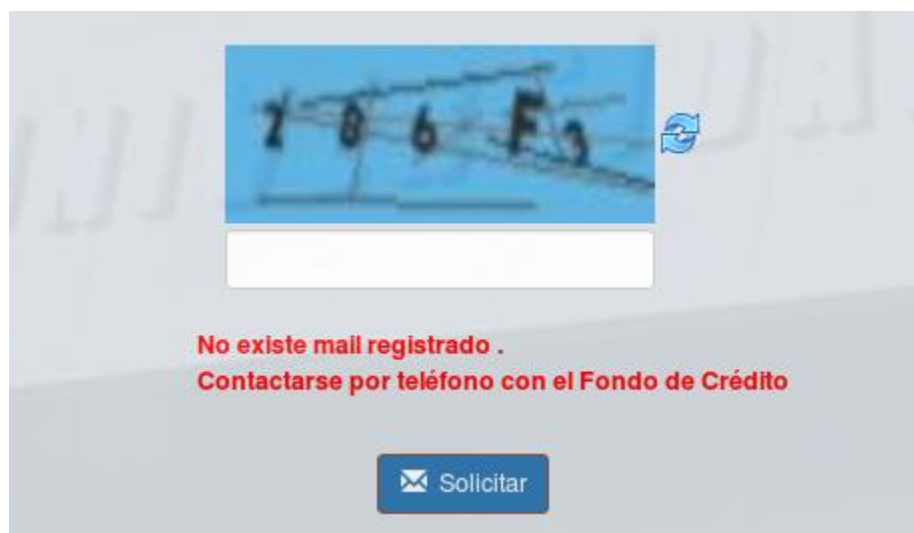 No existe mail registrado .
Contactarse por teléfono con el Fondo de Crédito
Solicitar